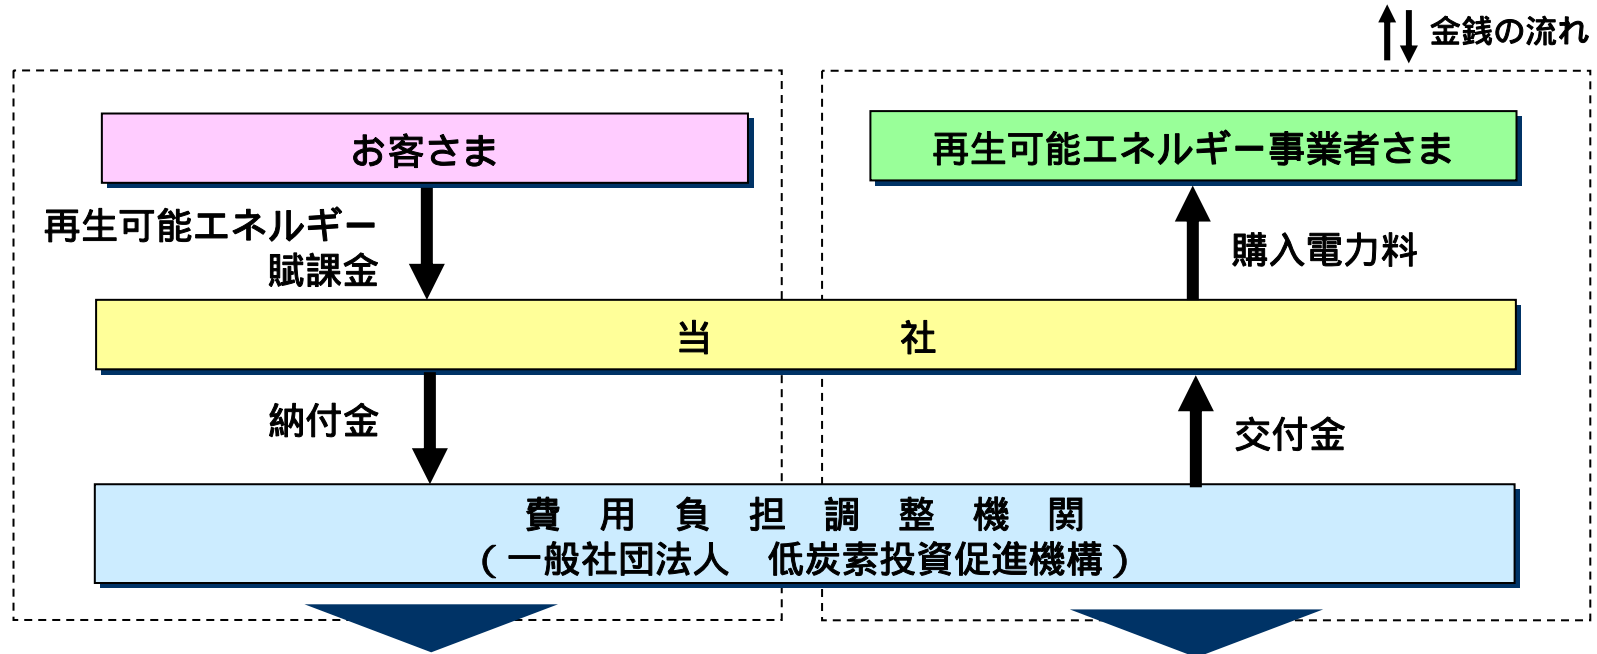 金銭の流れ
お客さま
再生可能エネルギー事業者さま
再生可能エネルギー
賦課金
購入電力料
当　　　　　社
納付金
交付金
費　用　負　担　調　整　機　関
（一般社団法人　低炭素投資促進機構）